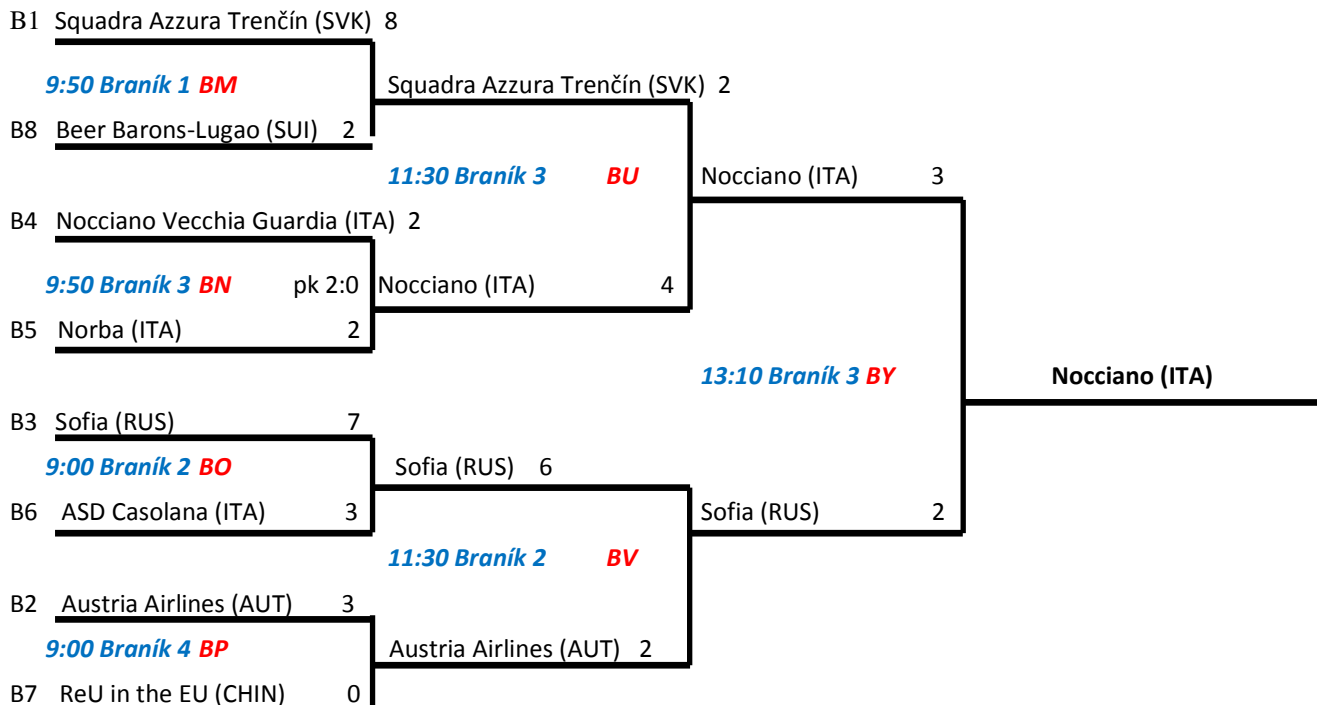 B1 Squadra Azzura Trenčín (SVK) 8
9:50 Braník 1 BM
Squadra Azzura Trenčín (SVK) 2
B8 Beer Barons-Lugao (SUI) 2
11:30 Braník 3 BU
Nocciano (ITA) 3
B4 Nocciano Vecchia Guardia (ITA) 2
9:50 Braník 3 BN pk 2:0
Nocciano (ITA) 4
B5 Norba (ITA) 2
13:10 Braník 3 BY
Nocciano (ITA)
B3 Sofia (RUS) 7
9:00 Braník 2 BO
Sofia (RUS) 6
B6 ASD Casolana (ITA) 3
Sofia (RUS) 2
11:30 Braník 2 BV
B2 Austria Airlines (AUT) 3
9:00 Braník 4 BP
Austria Airlines (AUT) 2
B7 ReU in the EU (CHIN) 0